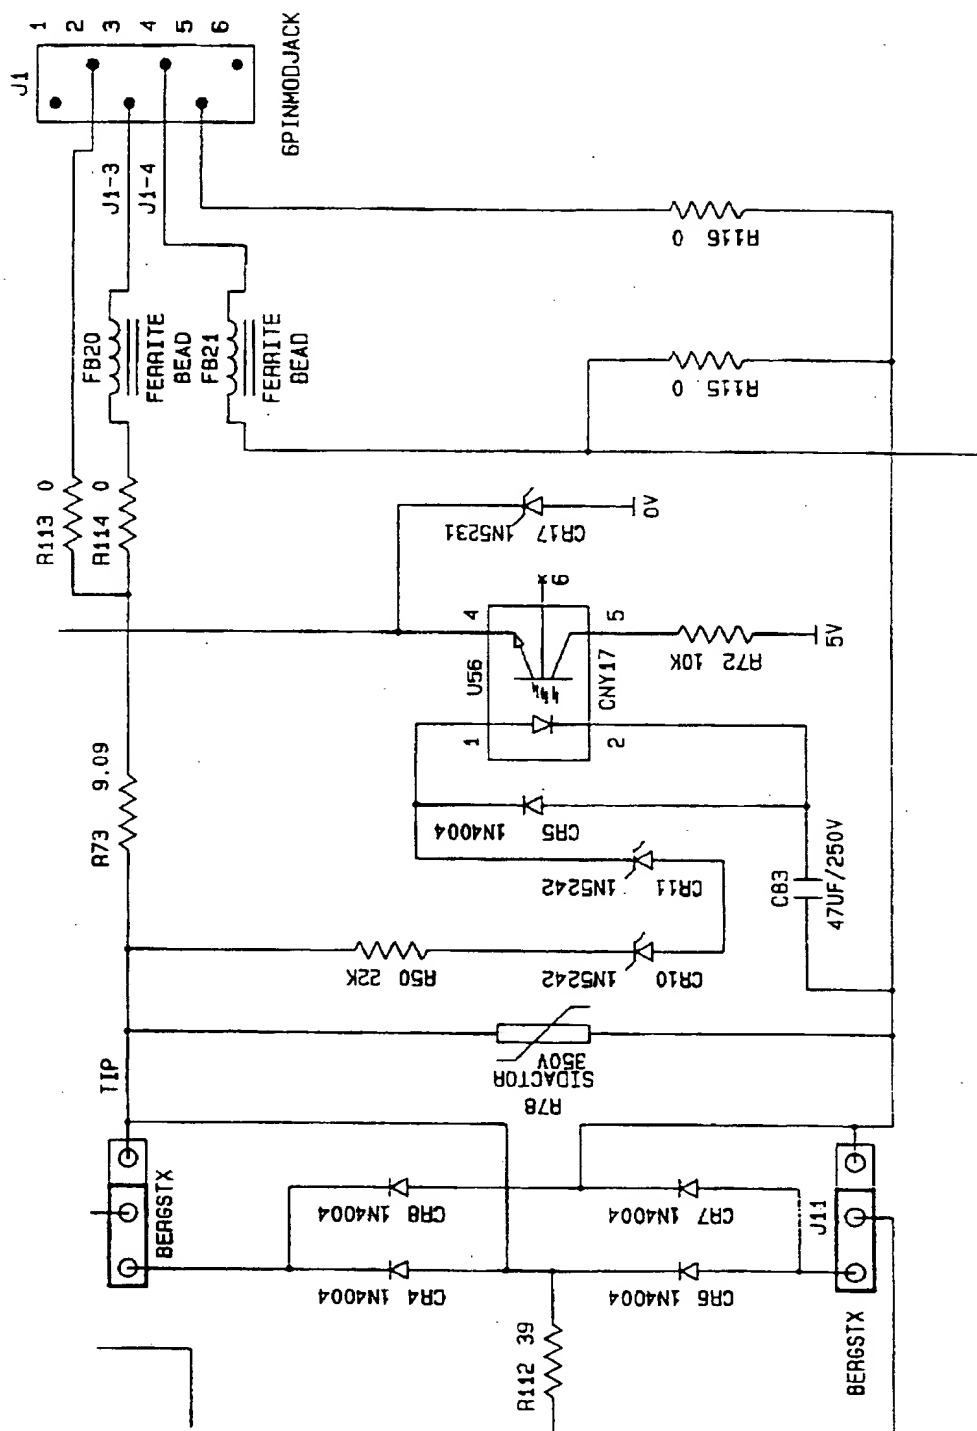 J1
1
2
3
4
5
6
6PINMODJACK
J1-3
J1-4
FB20
FERRITE
BEAD
FB21
FERRITE
BEAD
R116 0
R115 0
R113 0
R114 0
CR17 1N5231
0V
U56
4
6
5
1
2
CNY17
R72 10K
5V
R73 9.09
CR5
1N4004
CR11
1N5242
CR10
1N5242
C83
47UF/250V
R50 22K
TIP
R78
SIDACTOR
350V
BERGSTX
CR8 1N4004
CR7 1N4004
CR4 1N4004
CR6 1N4004
J11
BERGSTX
R112 39